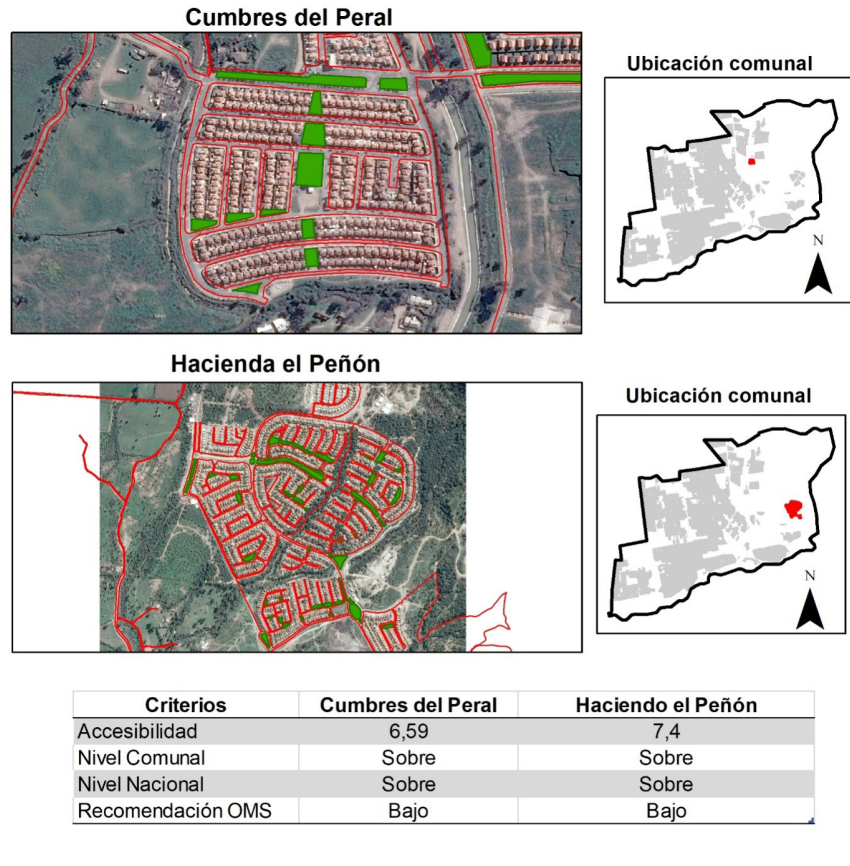 Cumbres del Peral
Ubicación comunal
N
Hacienda el Peñón
Ubicación comunal
N
Criterios Cumbres del Peral Haciendo el Peñón
Accesibilidad 6,59 7,4
Nivel Comunal Sobre Sobre
Nivel Nacional Sobre Sobre
Recomendación OMS Bajo Bajo